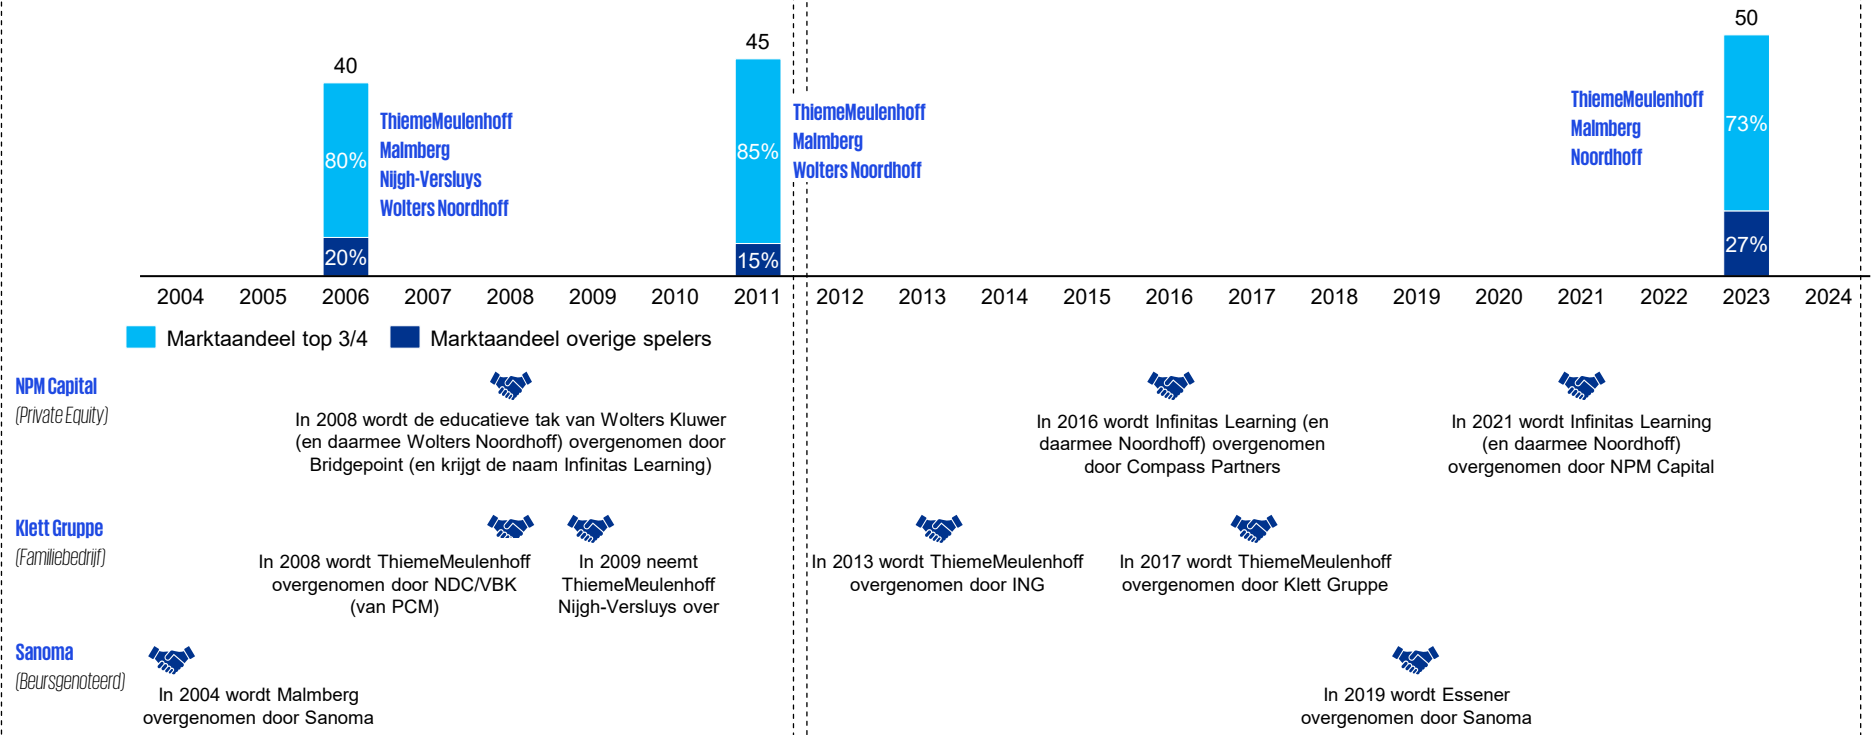 40
80%
20%
ThiemeMeulenhoff
Malmberg
Nijgh-Versluys
Wolters Noordhoff
45
85%
15%
ThiemeMeulenhoff
Malmberg
Wolters Noordhoff
50
73%
27%
ThiemeMeulenhoff
Malmberg
Noordhoff
2004 2005 2006 2007 2008 2009 2010 2011 2012 2013 2014 2015 2016 2017 2018 2019 2020 2021 2022 2023 2024
Marktaandeel top 3/4 Marktaandeel overige spelers
NPM Capital
(Private Equity)
In 2008 wordt de educatieve tak van Wolters Kluwer
(en daarmee Wolters Noordhoff) overgenomen door
Bridgepoint (en krijgt de naam Infinitas Learning)
In 2016 wordt Infinitas Learning (en
daarmee Noordhoff) overgenomen
door Compass Partners
In 2021 wordt Infinitas Learning
(en daarmee Noordhoff)
overgenomen door NPM Capital
Klett Gruppe
(Familiebedrijf)
In 2008 wordt ThiemeMeulenhoff
overgenomen door NDC/VBK
(van PCM)
In 2009 neemt
ThiemeMeulenhoff
Nijgh-Versluys over
In 2013 wordt ThiemeMeulenhoff
overgenomen door ING
In 2017 wordt ThiemeMeulenhoff
overgenomen door Klett Gruppe
Sanoma
(Beursgenoteerd)
In 2004 wordt Malmberg
overgenomen door Sanoma
In 2019 wordt Essener
overgenomen door Sanoma